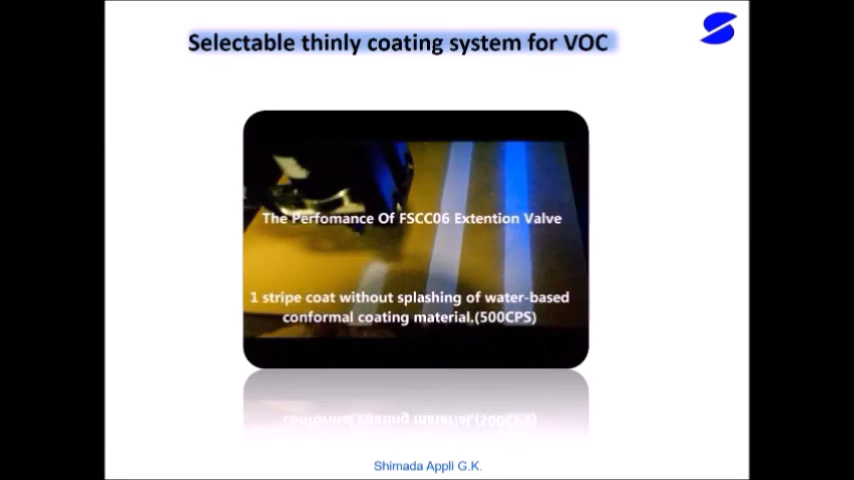 Selectable thinly coating system for VOC
The Perfomance Of FSCC06 Extention Valve
1 stripe coat without splashing of water-based
conformal coating material.(500CPS)
Shimada Appli G.K.